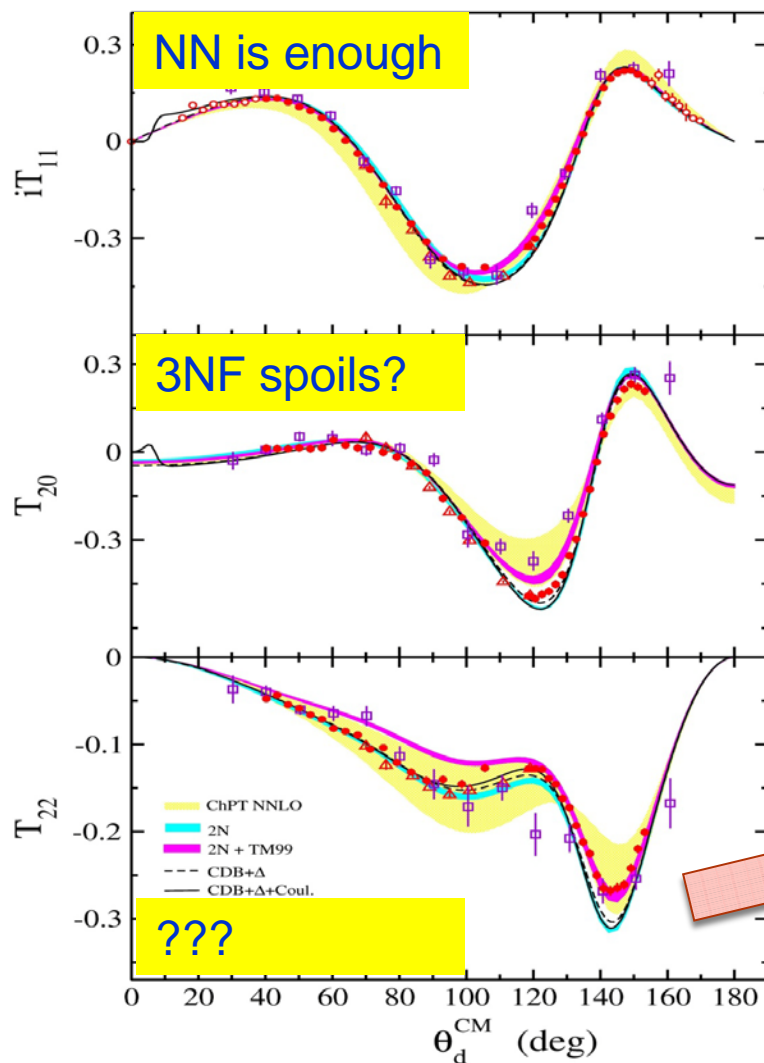 NN is enough
0.3
0
-0.3
iT11
3NF spoils?
0.3
0
-0.3
T20
0
-0.1
-0.2
-0.3
T22
ChPT NNLO
2N
2N + TM99
CDB+Δ
CDB+Δ+Coul.
???
0 20 40 60 80 100 120 140 160
θdCM (deg)